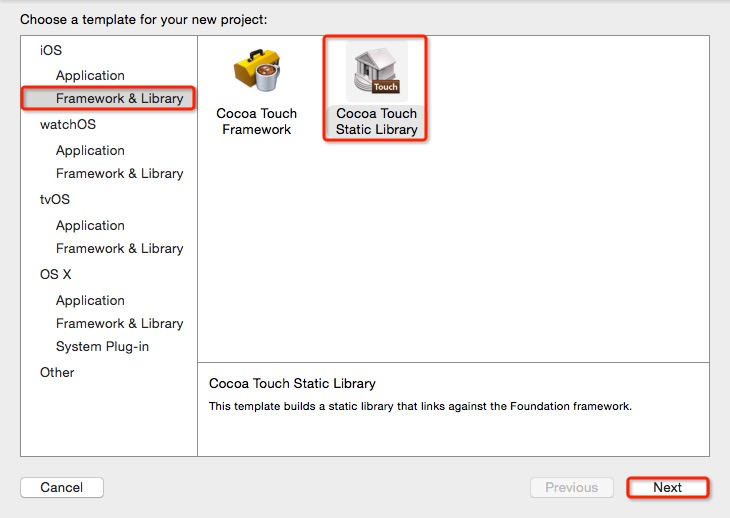 Choose a template for your new project:
iOS
Application
Framework & Library
watchOS
Application
Framework & Library
tvOS
Application
Framework & Library
OS X
Application
Framework & Library
System Plug-in
Other
Cocoa Touch
Framework
Touch
Cocoa Touch
Static Library
Cocoa Touch Static Library
This template builds a static library that links against the Foundation framework.
Cancel
Previous
Next